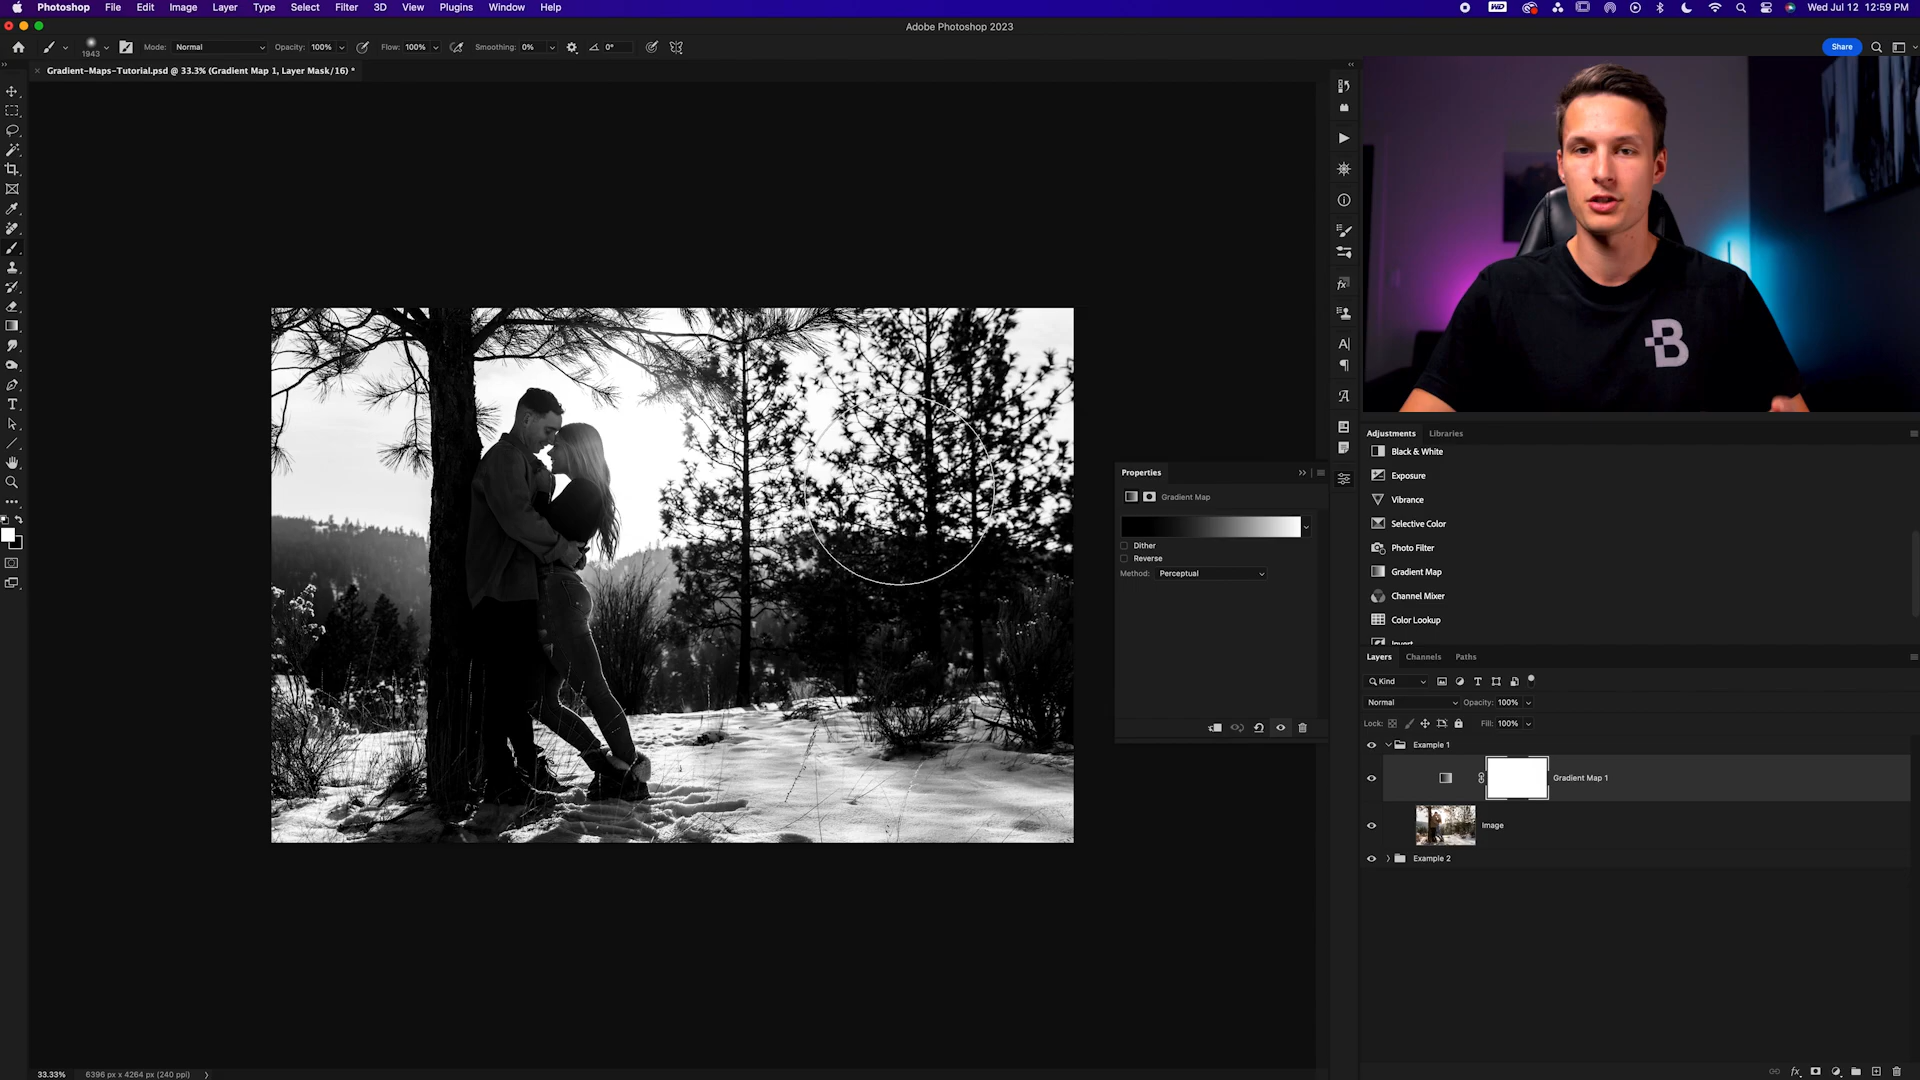 Photoshop File Edit Image Layer Type Select Filter 3D View Plugins Window Help
WD
Wed Jul 12 12:59 PM
Adobe Photoshop 2023
1943
Mode: Normal Opacity: 100% Flow: 100% Smoothing: 0% 0°
Share
Gradient-Maps-Tutorial.psd @ 33.3% (Gradient Map 1, Layer Mask/16) *
B
Properties
Gradient Map
Dither
Reverse
Method: Perceptual
Adjustments Libraries
Black & White
Exposure
Vibrance
Selective Color
Photo Filter
Gradient Map
Channel Mixer
Color Lookup
Layers Channels Paths
Kind
Normal Opacity: 100%
Lock: Fill: 100%
Example 1
Gradient Map 1
Image
Example 2
33.33% 6396 px x 4264 px (240 ppi)